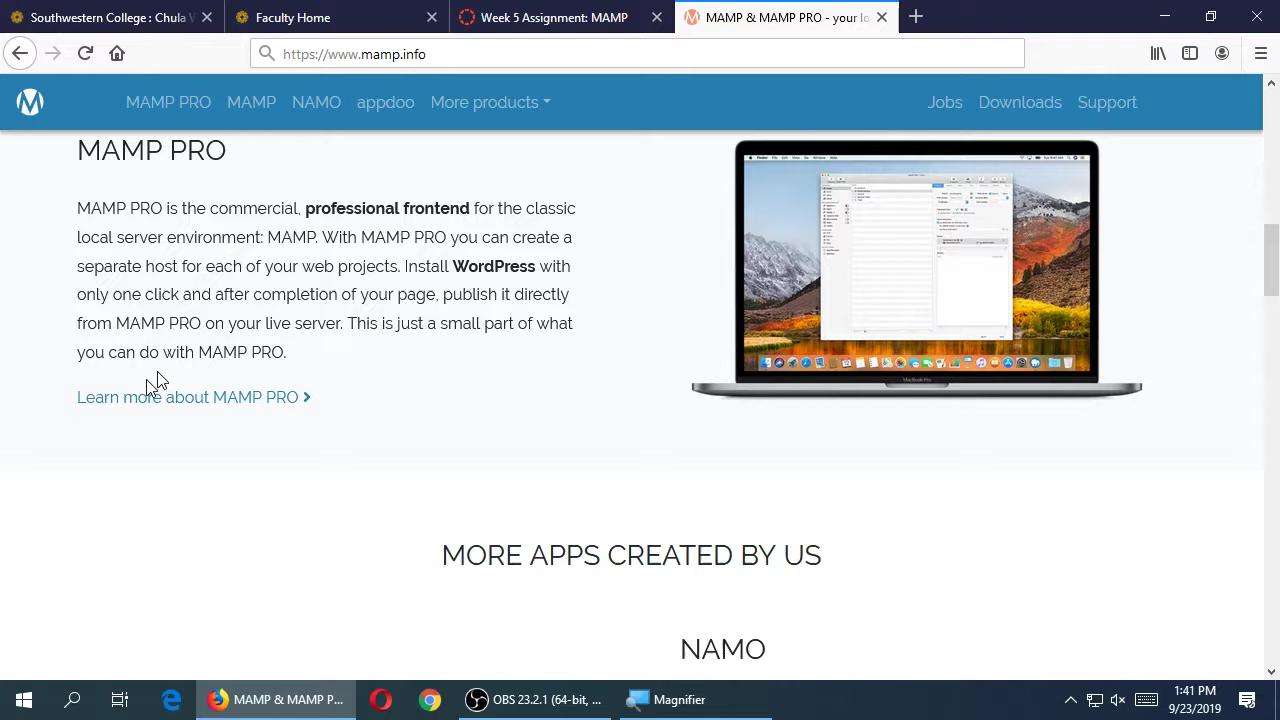 Southwestern College : Chula V
Faculty Home
Week 5 Assignment: MAMP
MAMP & MAMP PRO - your lo
https://www.mamp.info
MAMP PRO
MAMP
NAMO
appdoo
More products
Jobs
Downloads
Support
MAMP PRO
MAMP PRO is the configurable, professional frontend for the classic
local server environment MAMP. With MAMP PRO you can create a
separate host for each of your web projects. Install WordPress with
only one click and after completion of your page, publish it directly
from MAMP PRO on your live server. This is just a small part of what
you can do with MAMP PRO.
Learn more about MAMP PRO
MacBook Pro
MORE APPS CREATED BY US
NAMO
MAMP & MAMP P...
OBS 23.2.1 (64-bit, ...
Magnifier
1:41 PM
9/23/2019